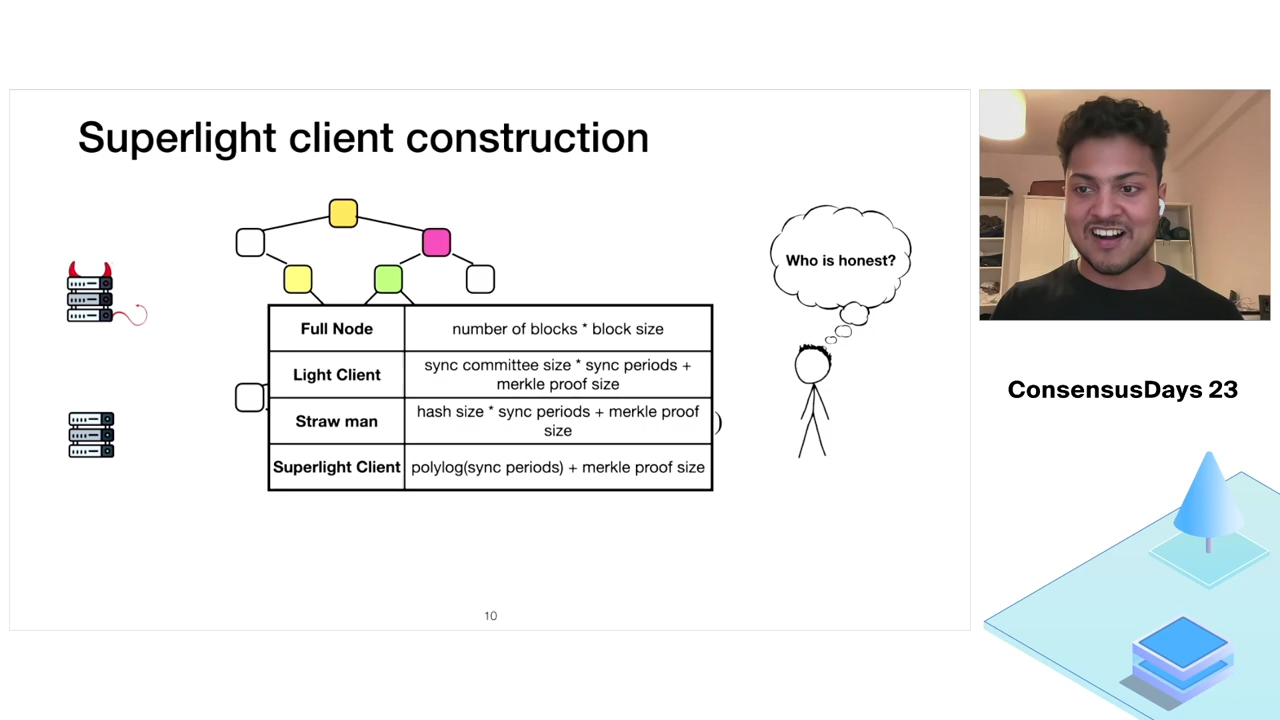 Superlight client construction
Who is honest?
Full Node
number of blocks * block size
Light Client
sync committee size * sync periods +
merkle proof size
Straw man
hash size * sync periods + merkle proof
size
)
Superlight Client
polylog(sync periods) + merkle proof size
10
ConsensusDays 23